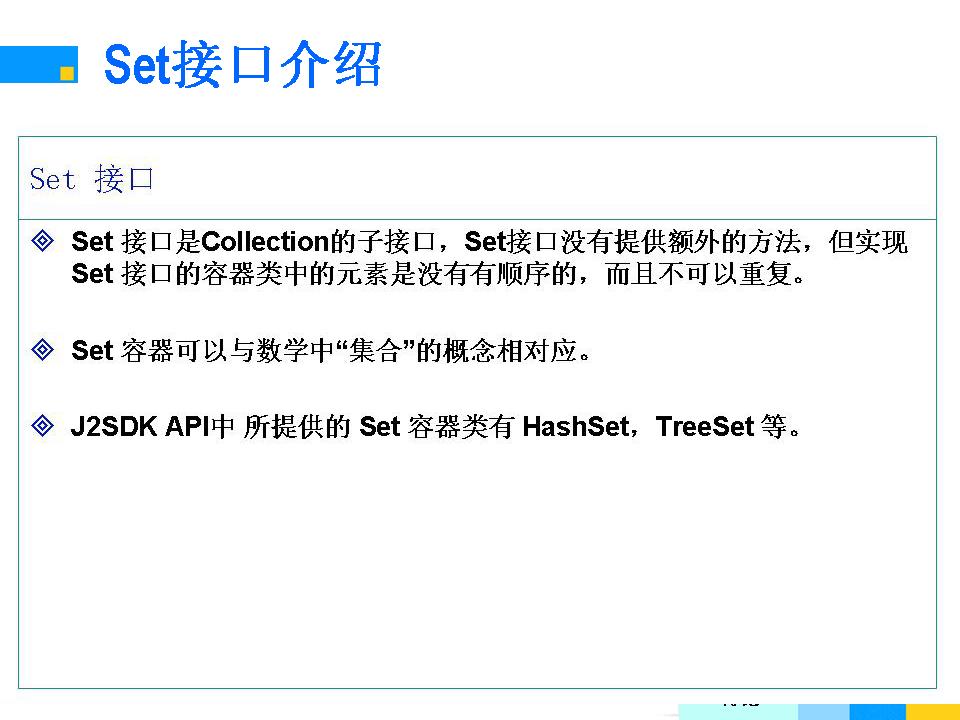 Set接口介绍
Set 接口
Set 接口是Collection的子接口，Set接口没有提供额外的方法，但实现
Set 接口的容器类中的元素是没有有顺序的，而且不可以重复。
Set 容器可以与数学中“集合”的概念相对应。
J2SDK API中 所提供的 Set 容器类有 HashSet，TreeSet 等。